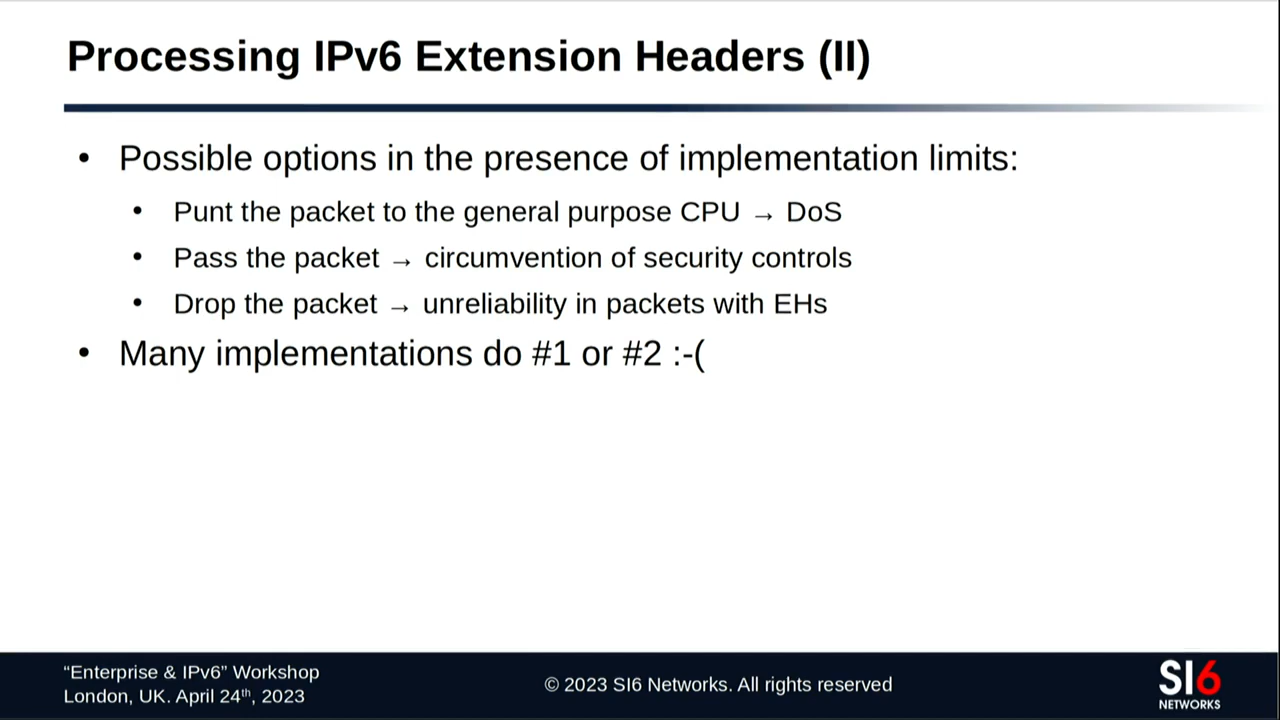 Processing IPv6 Extension Headers (II)
• Possible options in the presence of implementation limits:
• Punt the packet to the general purpose CPU → DoS
• Pass the packet → circumvention of security controls
• Drop the packet → unreliability in packets with EHs
• Many implementations do #1 or #2 :-(
“Enterprise & IPv6” Workshop
London, UK. April 24th, 2023
© 2023 SI6 Networks. All rights reserved
SI6
NETWORKS